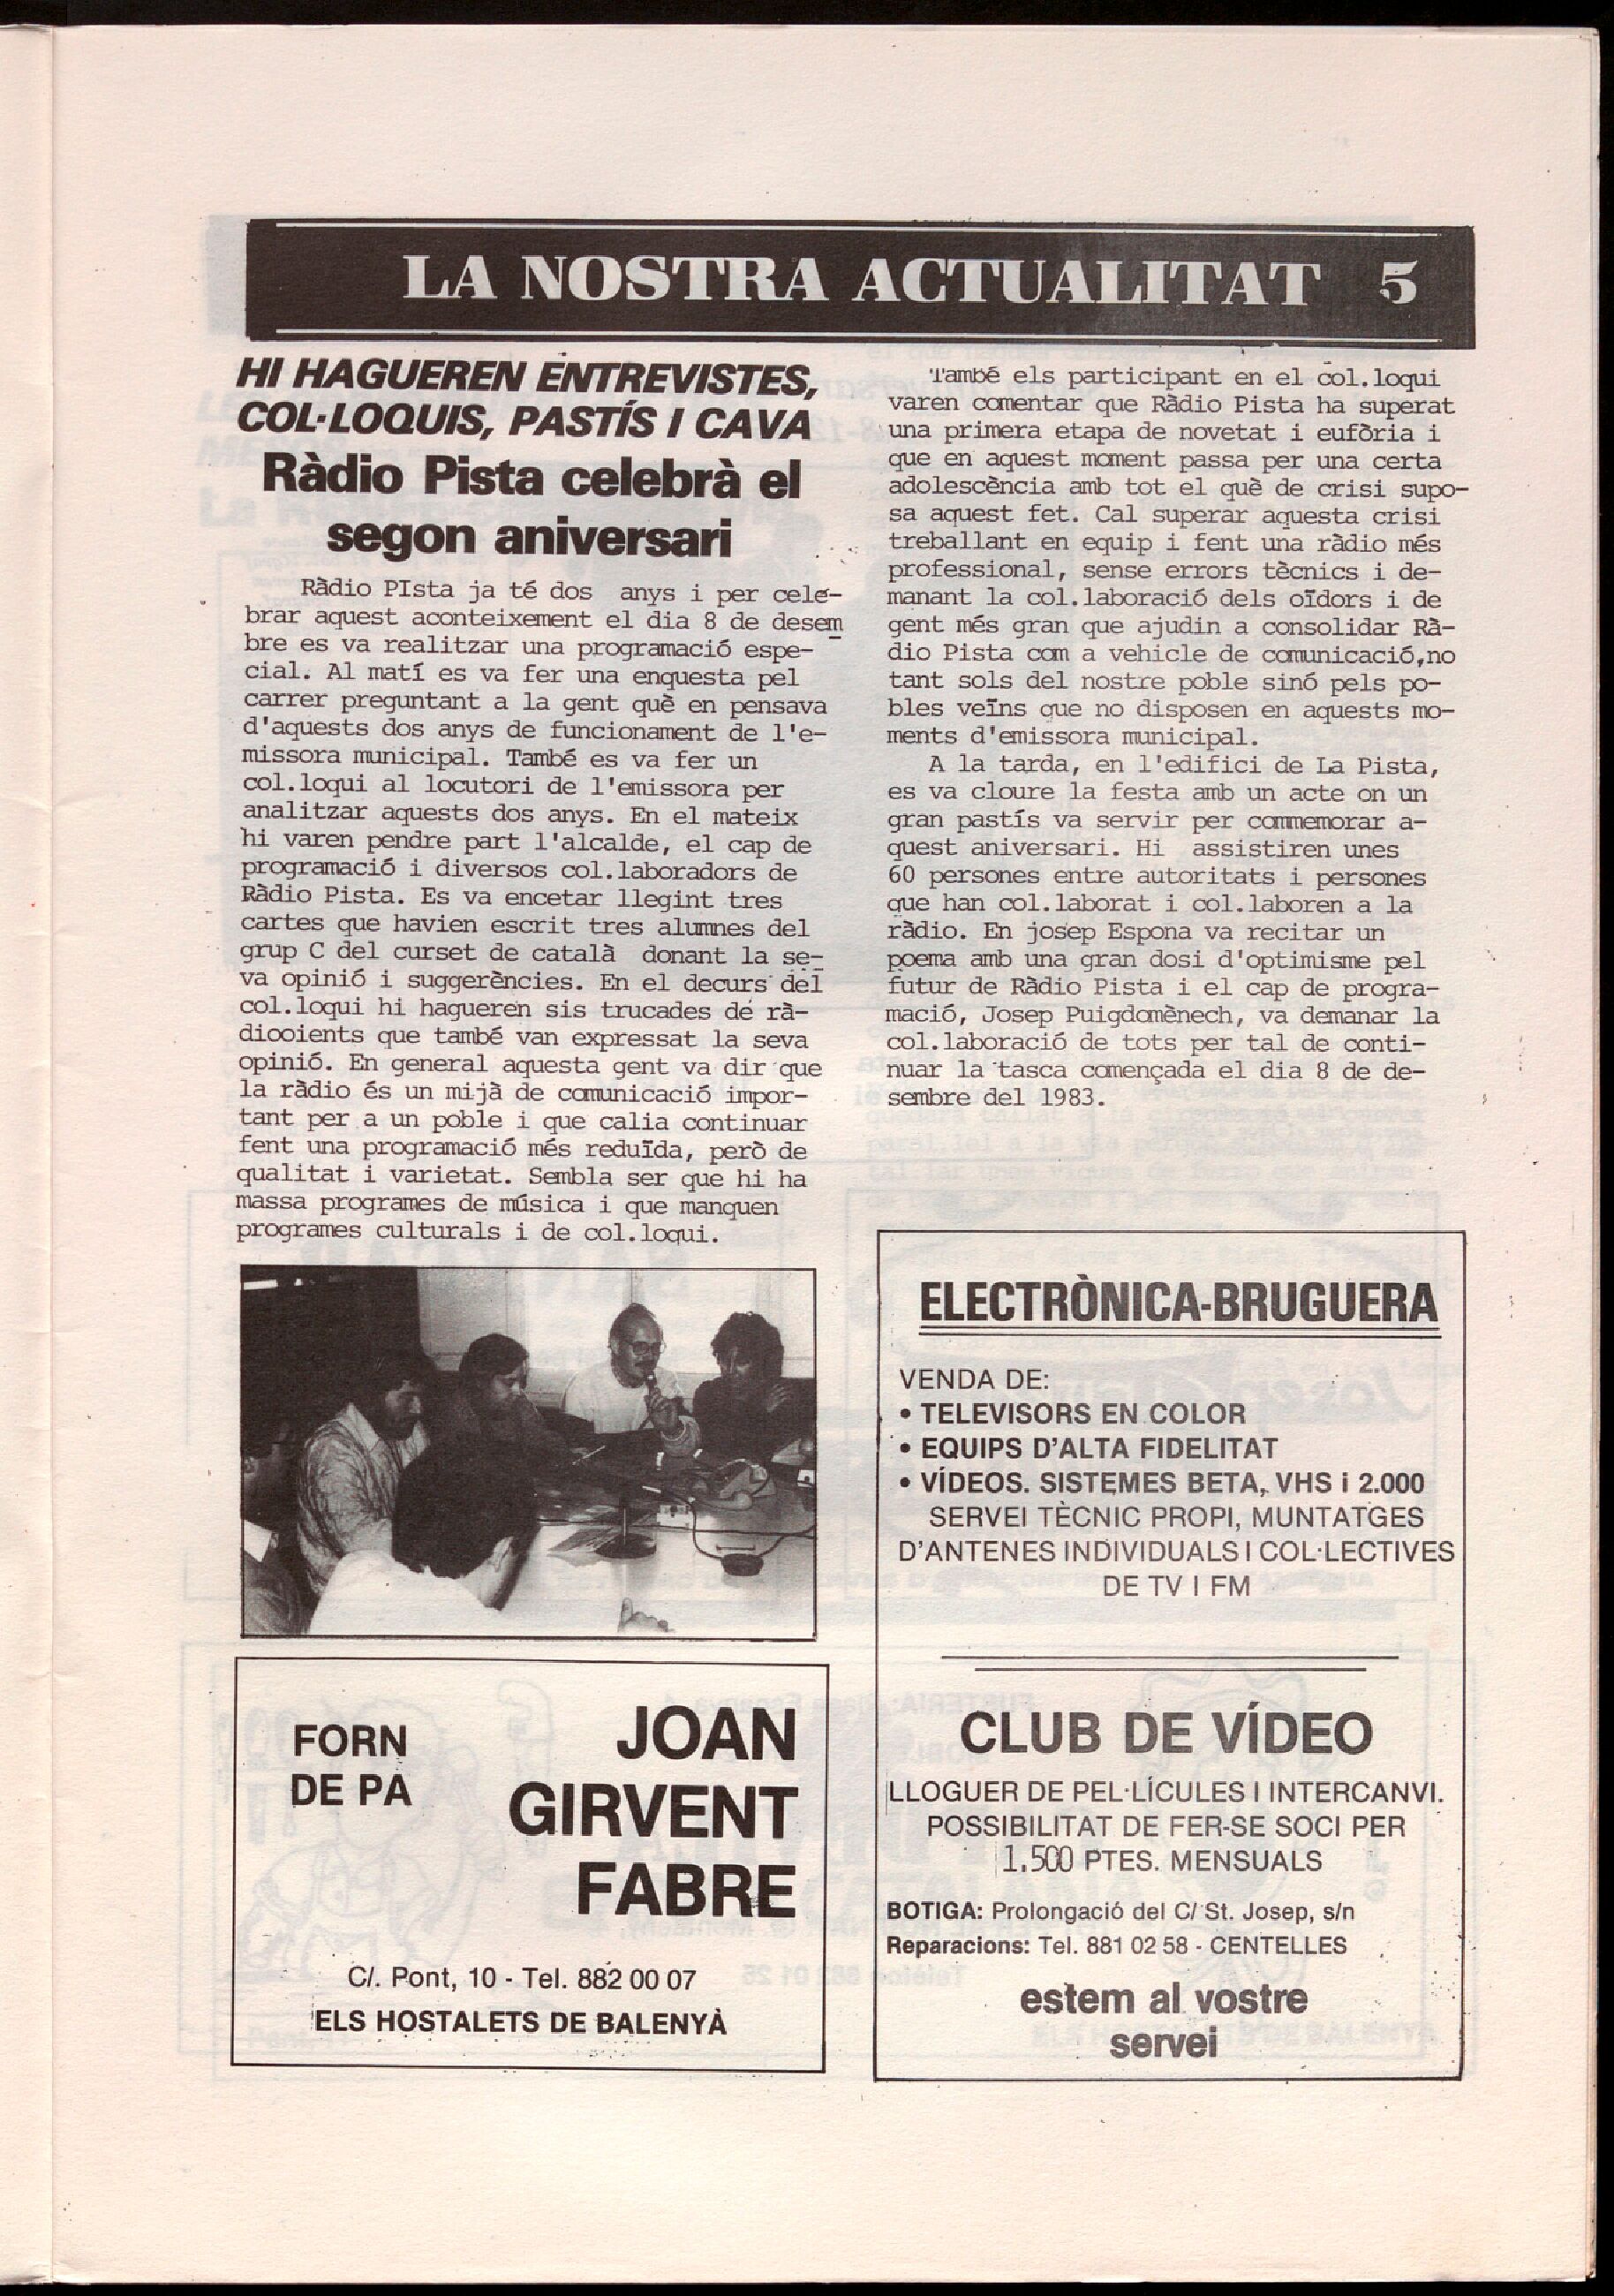 LA NOSTRA ACTUALITAT 5
HI HAGUEREN ENTREVISTES,
COL·LOQUIS, PASTÍS I CAVA
Ràdio Pista celebrà el
segon aniversari
Ràdio PIsta ja té dos anys i per cele-
brar aquest aconteixement el dia 8 de desem
bre es va realitzar una programació espe-
cial. Al matí es va fer una enquesta pel
carrer preguntant a la gent què en pensava
d'aquests dos anys de funcionament de l'e-
missora municipal. També es va fer un
col.loqui al locutori de l'emissora per
analitzar aquests dos anys. En el mateix
hi varen pendre part l'alcalde, el cap de
programació i diversos col.laboradors de
Ràdio Pista. Es va encetar llegint tres
cartes que havien escrit tres alumnes del
grup C del curset de català donant la se-
va opinió i suggerències. En el decurs del
col.loqui hi hagueren sis trucades de rà-
diooients que també van expressat la seva
opinió. En general aquesta gent va dir que
la ràdio és un mijà de comunicació impor-
tant per a un poble i que calia continuar
fent una programació més reduïda, però de
qualitat i varietat. Sembla ser que hi ha
massa programes de música i que manquen
programes culturals i de col.loqui.
També els participant en el col.loqui
varen comentar que Ràdio Pista ha superat
una primera etapa de novetat i eufòria i
que en aquest moment passa per una certa
adolescència amb tot el què de crisi supo-
sa aquest fet. Cal superar aquesta crisi
treballant en equip i fent una ràdio més
professional, sense errors tècnics i de-
manant la col.laboració dels oïdors i de
gent més gran que ajudin a consolidar Rà-
dio Pista com a vehicle de comunicació,no
tant sols del nostre poble sinó pels po-
bles veïns que no disposen en aquests mo-
ments d'emissora municipal.
A la tarda, en l'edifici de La Pista,
es va cloure la festa amb un acte on un
gran pastís va servir per commemorar a-
quest aniversari. Hi assistiren unes
60 persones entre autoritats i persones
que han col.laborat i col.laboren a la
ràdio. En josep Espona va recitar un
poema amb una gran dosi d'optimisme pel
futur de Ràdio Pista i el cap de progra-
mació, Josep Puigdomènech, va demanar la
col.laboració de tots per tal de conti-
nuar la tasca començada el dia 8 de de-
sembre del 1983.
FORN
DE PA
JOAN
GIRVENT
FABRE
C/. Pont, 10 - Tel. 882 00 07
ELS HOSTALETS DE BALENYÀ
ELECTRÒNICA-BRUGUERA
VENDA DE:
• TELEVISORS EN COLOR
• EQUIPS D'ALTA FIDELITAT
• VÍDEOS. SISTEMES BETA, VHS i 2.000
SERVEI TÈCNIC PROPI, MUNTATGES
D'ANTENES INDIVIDUALS I COL·LECTIVES
DE TV I FM
CLUB DE VÍDEO
LLOGUER DE PEL·LÍCULES I INTERCANVI.
POSSIBILITAT DE FER-SE SOCI PER
1.500 PTES. MENSUALS
BOTIGA: Prolongació del C/ St. Josep, s/n
Reparacions: Tel. 881 02 58 - CENTELLES
estem al vostre
servei